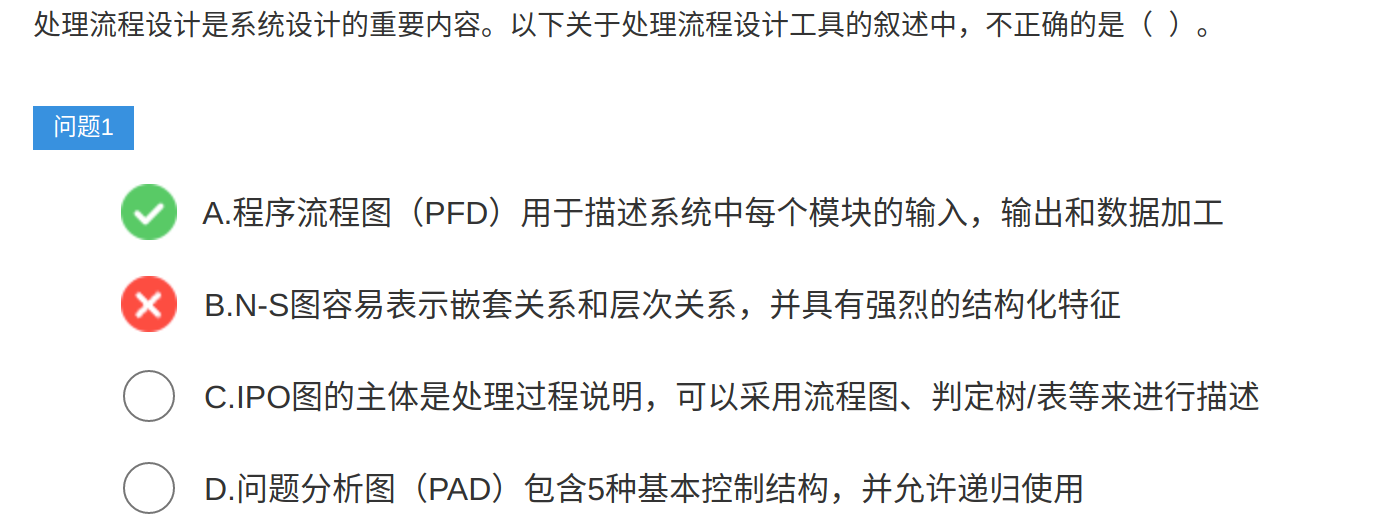 处理流程设计是系统设计的重要内容。以下关于处理流程设计工具的叙述中，不正确的是（ ）。
问题1
A.程序流程图（PFD）用于描述系统中每个模块的输入，输出和数据加工
B.N-S图容易表示嵌套关系和层次关系，并具有强烈的结构化特征
C.IPO图的主体是处理过程说明，可以采用流程图、判定树/表等来进行描述
D.问题分析图（PAD）包含5种基本控制结构，并允许递归使用